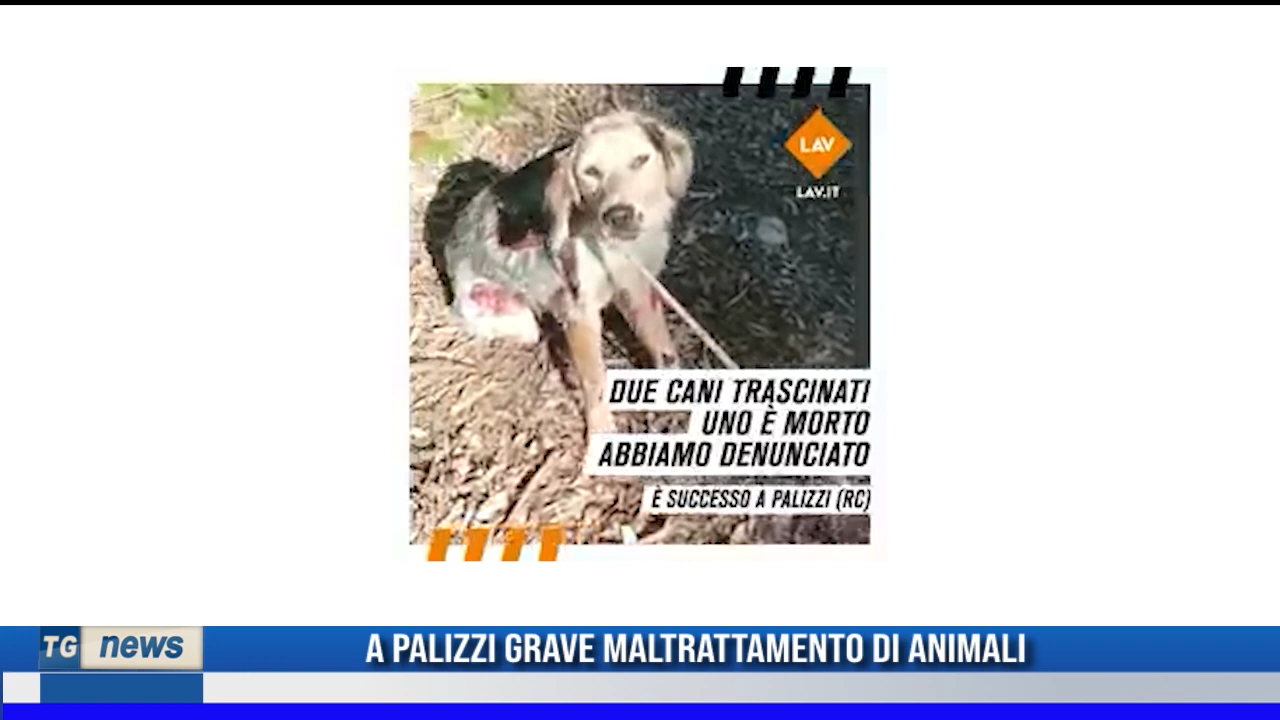 LAV
LAV.IT
DUE CANI TRASCINATI
UNO È MORTO
ABBIAMO DENUNCIATO
È SUCCESSO A PALIZZI (RC)
TG news
A PALIZZI GRAVE MALTRATTAMENTO DI ANIMALI